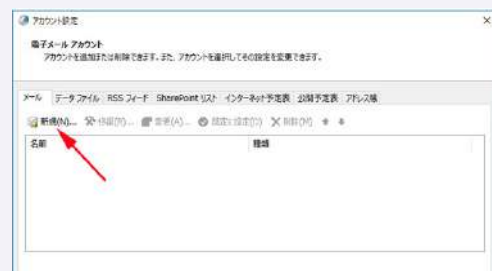 アカウント設定
電子メール アカウント
アカウントを追加または削除できます。また、アカウントを選択してその設定を変更できます。
メール データ ファイル RSS フィード SharePoint リスト インターネット予定表 公開予定表 アドレス帳
新規(N)... 修復(R)... 変更(A)... 既定に設定(D) 削除(M)
名前 種類